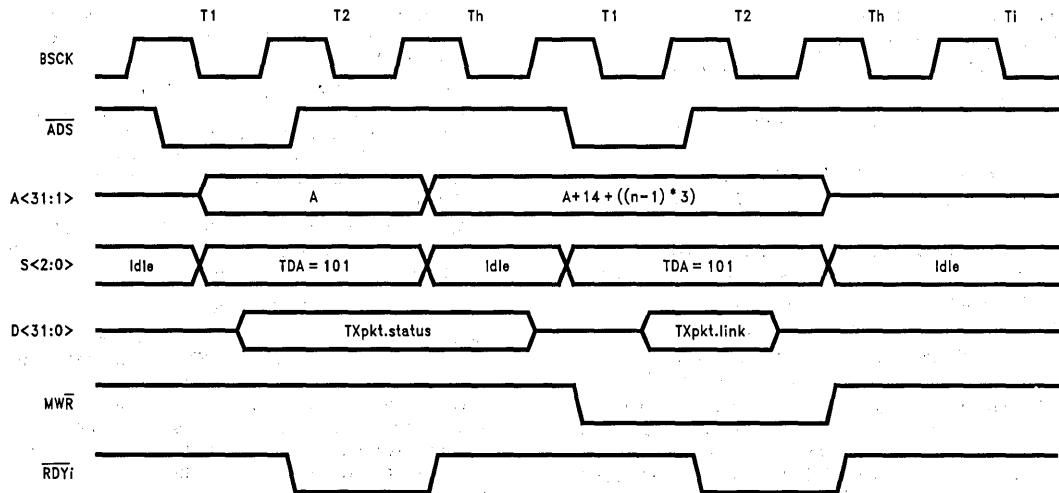 T1 T2 Th T1 T2 Th Ti
BSCK
ADS
A<31:1> A A+14+((n-1)*3)
S<2:0> Idle TDA=101 Idle TDA=101 Idle
D<31:0> TXpkt.status TXpkt.link
MWR̅
RDYi